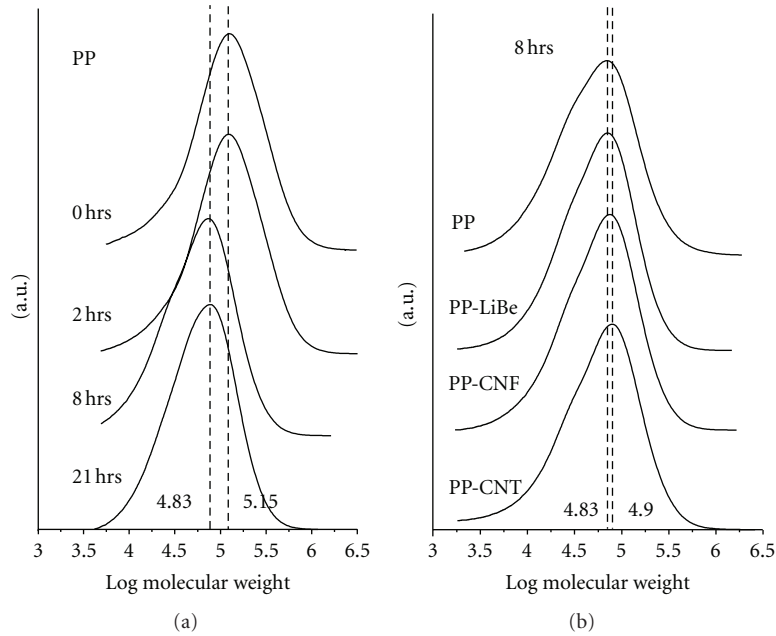 PP
0 hrs
2 hrs
8 hrs
21 hrs
4.83
5.15
(a.u.)
3 3.5 4 4.5 5 5.5 6 6.5
Log molecular weight
(a)
8 hrs
PP
PP-LiBe
PP-CNF
PP-CNT
4.83
4.9
(a.u.)
3 3.5 4 4.5 5 5.5 6 6.5
Log molecular weight
(b)